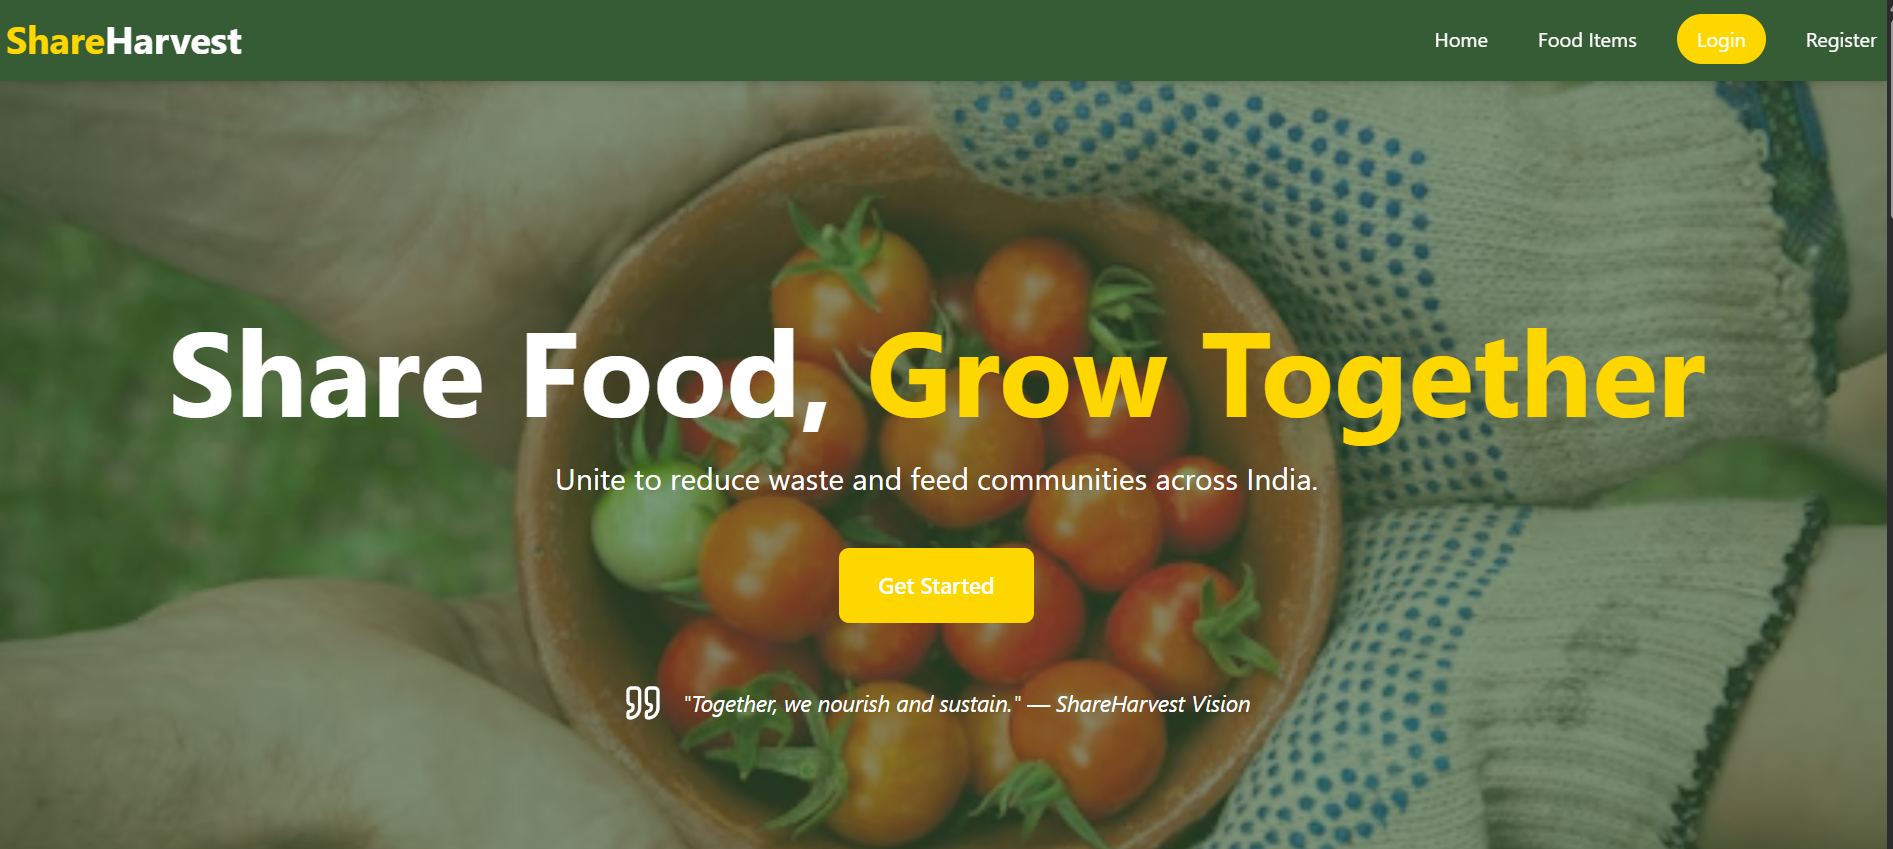 ShareHarvest
Home Food Items Login Register
Share Food, Grow Together
Unite to reduce waste and feed communities across India.
Get Started
"Together, we nourish and sustain." — ShareHarvest Vision